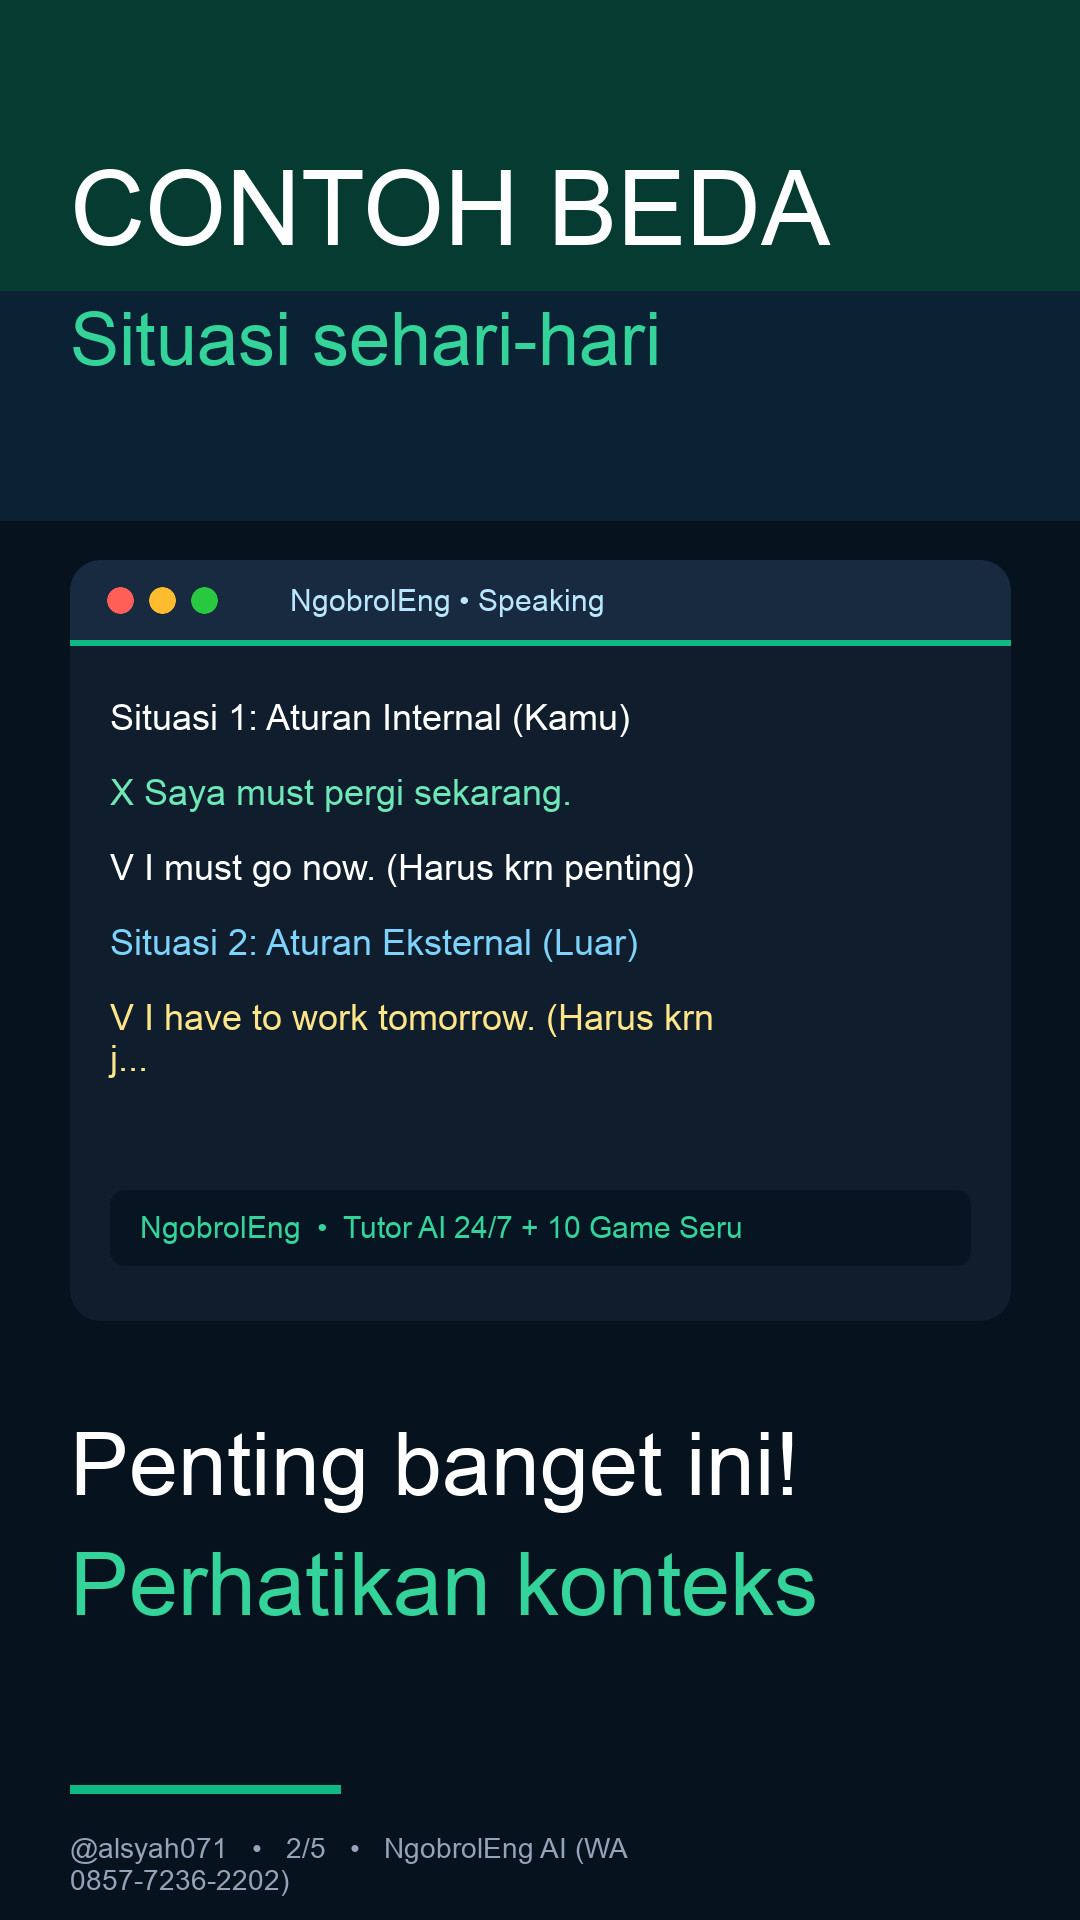 CONTOH BEDA
Situasi sehari-hari
NgobrolEng • Speaking
Situasi 1: Aturan Internal (Kamu)
X Saya must pergi sekarang.
V I must go now. (Harus krn penting)
Situasi 2: Aturan Eksternal (Luar)
V I have to work tomorrow. (Harus krn
j...
NgobrolEng • Tutor AI 24/7 + 10 Game Seru
Penting banget ini!
Perhatikan konteks
@alsyah071 • 2/5 • NgobrolEng AI (WA
0857-7236-2202)